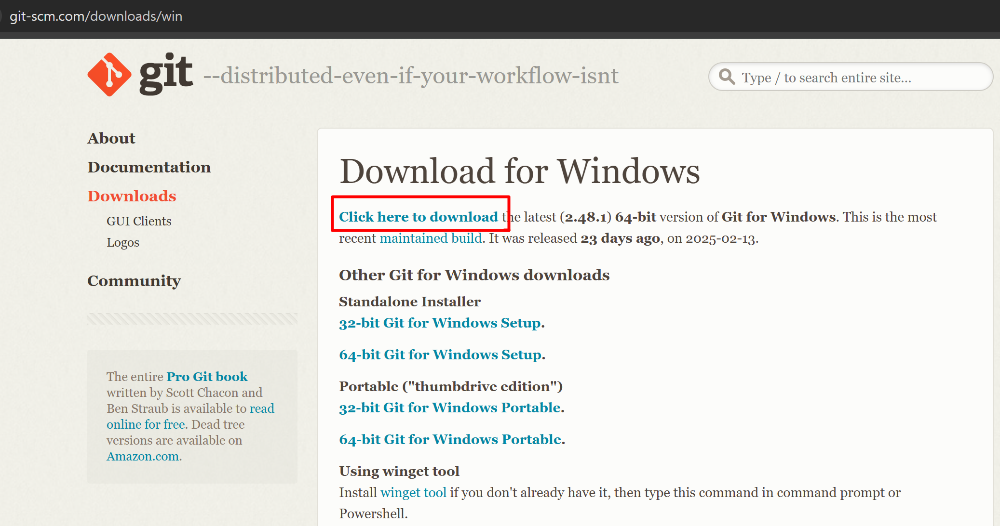 git-scm.com/downloads/win
git --distributed-even-if-your-workflow-isnt
Type / to search entire site...
About
Documentation
Downloads
GUI Clients
Logos
Community
The entire Pro Git book
written by Scott Chacon and
Ben Straub is available to read
online for free. Dead tree
versions are available on
Amazon.com.
Download for Windows
Click here to download the latest (2.48.1) 64-bit version of Git for Windows. This is the most
recent maintained build. It was released 23 days ago, on 2025-02-13.
Other Git for Windows downloads
Standalone Installer
32-bit Git for Windows Setup.
64-bit Git for Windows Setup.
Portable ("thumbdrive edition")
32-bit Git for Windows Portable.
64-bit Git for Windows Portable.
Using winget tool
Install winget tool if you don't already have it, then type this command in command prompt or
Powershell.